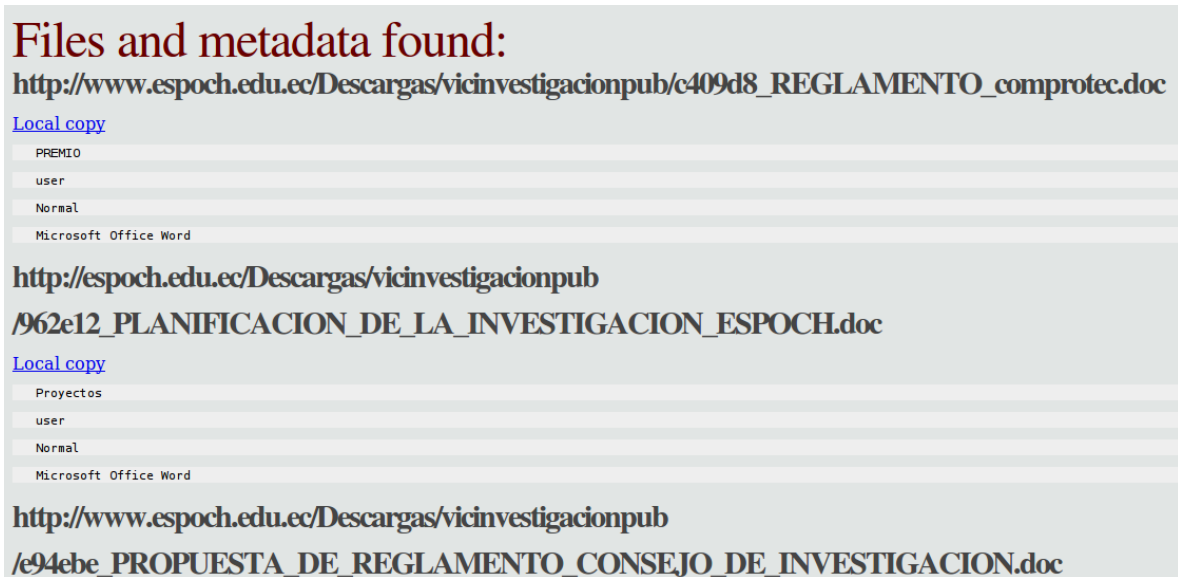 Files and metadata found:
http://www.espoch.edu.ec/Descargas/vicinvestigacionpub/c409d8_REGLAMENTO_comprotec.doc
Local copy
PREMIO
user
Normal
Microsoft Office Word
http://espoch.edu.ec/Descargas/vicinvestigacionpub
/962e12_PLANIFICACION_DE_LA_INVESTIGACION_ESPOCH.doc
Local copy
Proyectos
user
Normal
Microsoft Office Word
http://www.espoch.edu.ec/Descargas/vicinvestigacionpub
/e94ebe_PROPUESTA_DE_REGLAMENTO_CONSEJO_DE_INVESTIGACION.doc